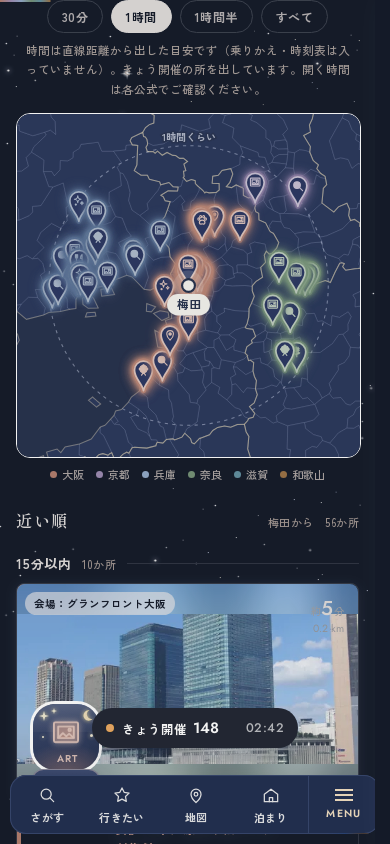 30分 1時間 1時間半 すべて
時間は直線距離から出した目安です（乗りかえ・時刻表は入
っていません）。きょう開催の所を出しています。開く時間
は各公式でご確認ください。
1時間くらい
梅田
大阪 京都 兵庫 奈良 滋賀 和歌山
近い順 梅田から 56か所
15分以内 10か所
会場：グランフロント大阪
5分
0.2 km
きょう開催 148 02:42
ART
さがす 行きたい 地図 泊まり MENU